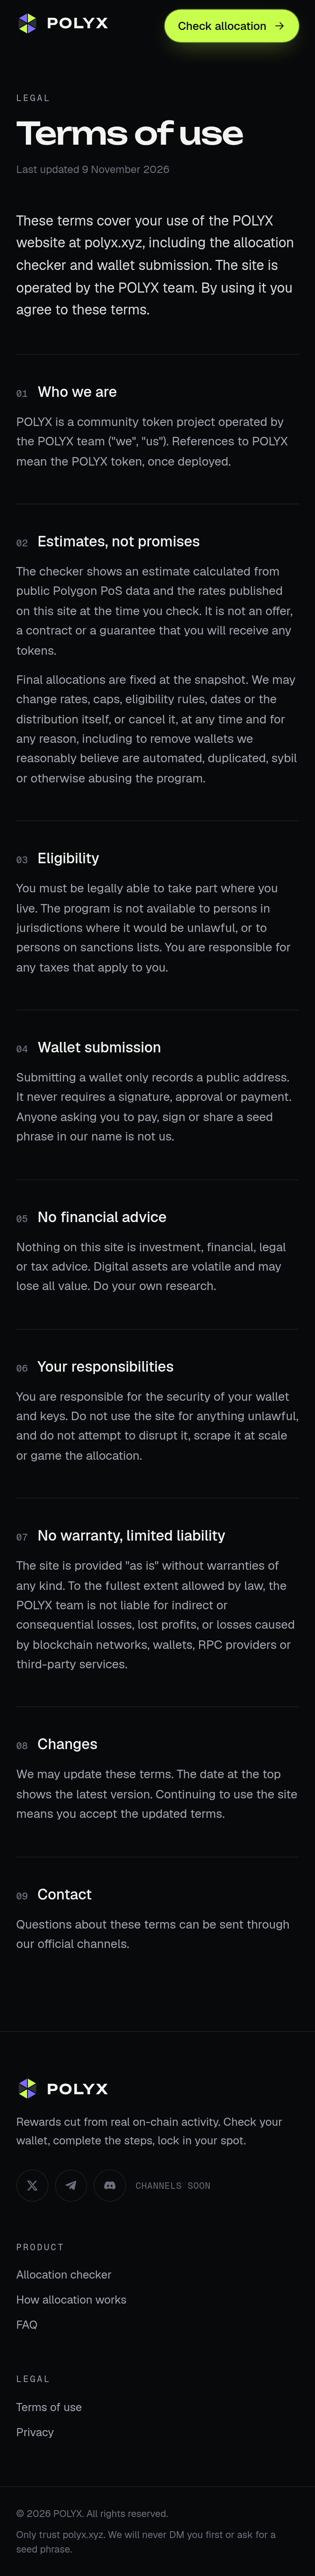 POLYX
Check allocation →
LEGAL
Terms of use
Last updated 9 November 2026
These terms cover your use of the POLYX
website at polyx.xyz, including the allocation
checker and wallet submission. The site is
operated by the POLYX team. By using it you
agree to these terms.
01 Who we are
POLYX is a community token project operated by
the POLYX team ("we", "us"). References to POLYX
mean the POLYX token, once deployed.
02 Estimates, not promises
The checker shows an estimate calculated from
public Polygon PoS data and the rates published
on this site at the time you check. It is not an offer,
a contract or a guarantee that you will receive any
tokens.
Final allocations are fixed at the snapshot. We may
change rates, caps, eligibility rules, dates or the
distribution itself, or cancel it, at any time and for
any reason, including to remove wallets we
reasonably believe are automated, duplicated, sybil
or otherwise abusing the program.
03 Eligibility
You must be legally able to take part where you
live. The program is not available to persons in
jurisdictions where it would be unlawful, or to
persons on sanctions lists. You are responsible for
any taxes that apply to you.
04 Wallet submission
Submitting a wallet only records a public address.
It never requires a signature, approval or payment.
Anyone asking you to pay, sign or share a seed
phrase in our name is not us.
05 No financial advice
Nothing on this site is investment, financial, legal
or tax advice. Digital assets are volatile and may
lose all value. Do your own research.
06 Your responsibilities
You are responsible for the security of your wallet
and keys. Do not use the site for anything unlawful,
and do not attempt to disrupt it, scrape it at scale
or game the allocation.
07 No warranty, limited liability
The site is provided "as is" without warranties of
any kind. To the fullest extent allowed by law, the
POLYX team is not liable for indirect or
consequential losses, lost profits, or losses caused
by blockchain networks, wallets, RPC providers or
third-party services.
08 Changes
We may update these terms. The date at the top
shows the latest version. Continuing to use the site
means you accept the updated terms.
09 Contact
Questions about these terms can be sent through
our official channels.
POLYX
Rewards cut from real on-chain activity. Check your
wallet, complete the steps, lock in your spot.
CHANNELS SOON
PRODUCT
Allocation checker
How allocation works
FAQ
LEGAL
Terms of use
Privacy
© 2026 POLYX. All rights reserved.
Only trust polyx.xyz. We will never DM you first or ask for a
seed phrase.